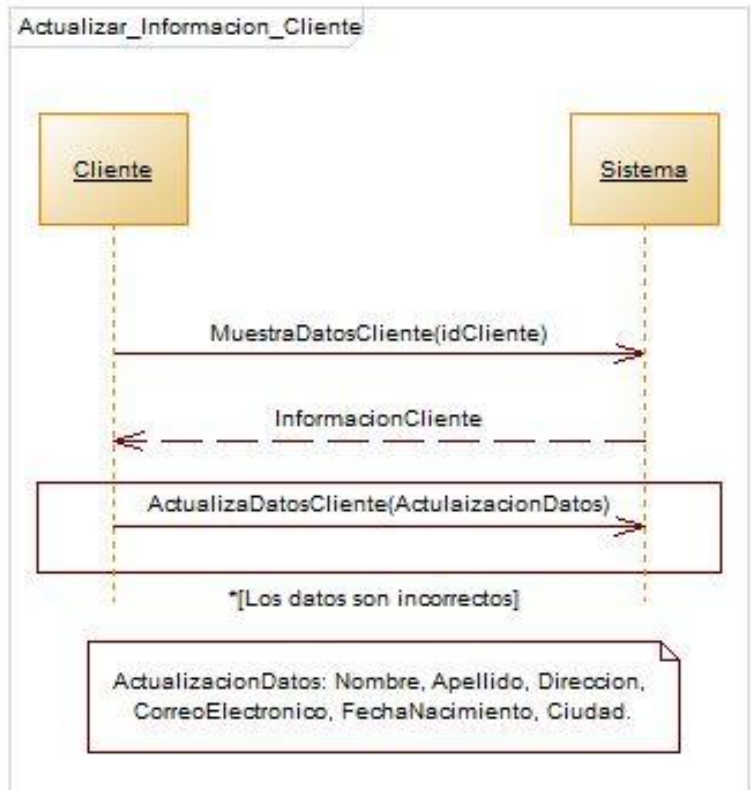 Actualizar_Informacion_Cliente
Cliente
Sistema
MuestraDatosCliente(idCliente)
InformacionCliente
ActualizaDatosCliente(ActulaizacionDatos)
*[Los datos son incorrectos]
ActualizacionDatos: Nombre, Apellido, Direccion,
CorreoElectronico, FechaNacimiento, Ciudad.